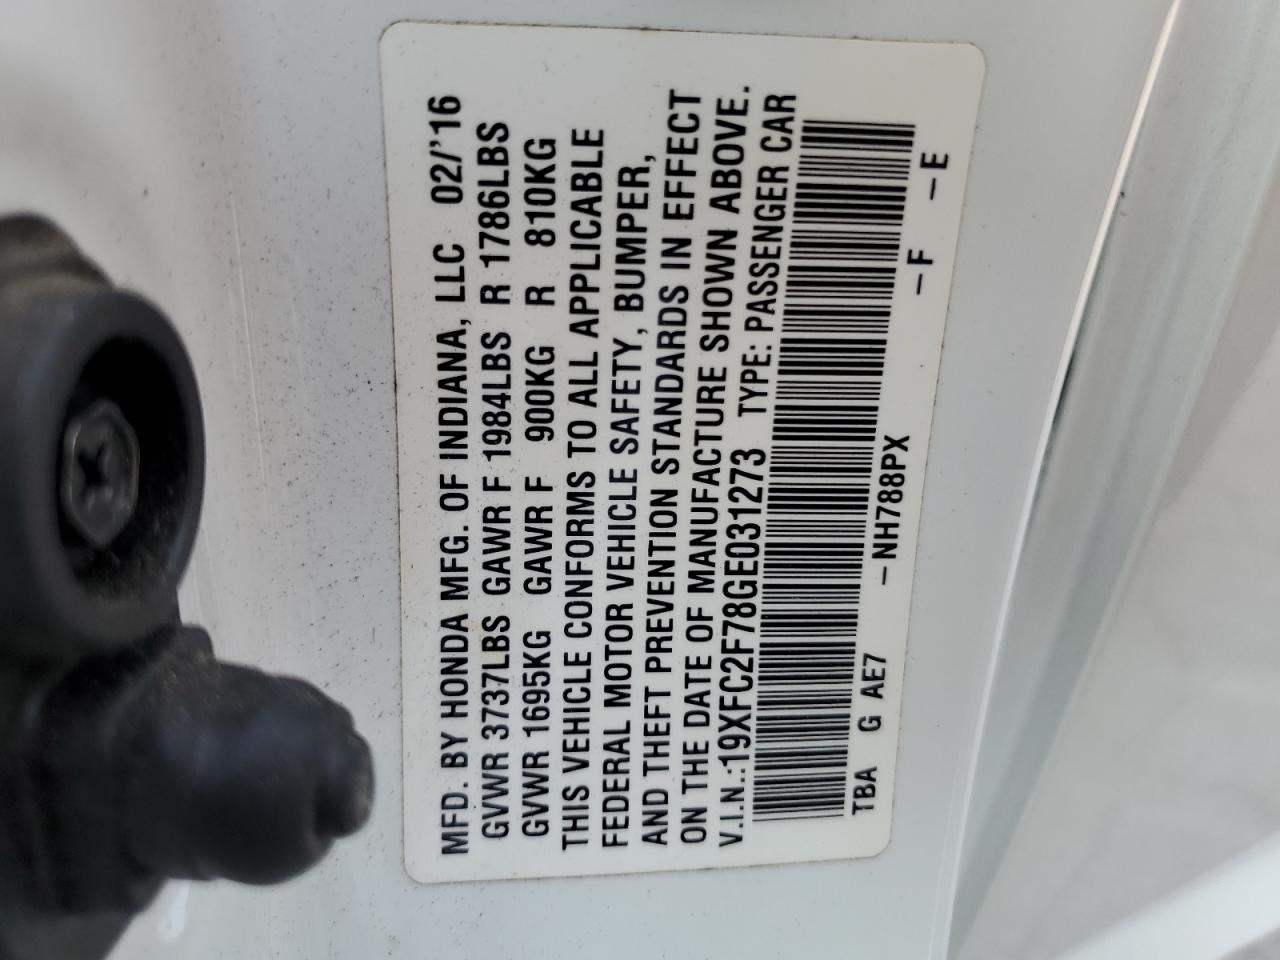 MFD. BY HONDA MFG. OF INDIANA, LLC 02/'16
GVWR 3737LBS GAWR F 1984LBS R 1786LBS
GVWR 1695KG GAWR F 900KG R 810KG
THIS VEHICLE CONFORMS TO ALL APPLICABLE
FEDERAL MOTOR VEHICLE SAFETY, BUMPER,
AND THEFT PREVENTION STANDARDS IN EFFECT
ON THE DATE OF MANUFACTURE SHOWN ABOVE.
V.I.N.:19XFC2F78GE031273 TYPE: PASSENGER CAR
TBA G AE7 –NH788PX –F –E